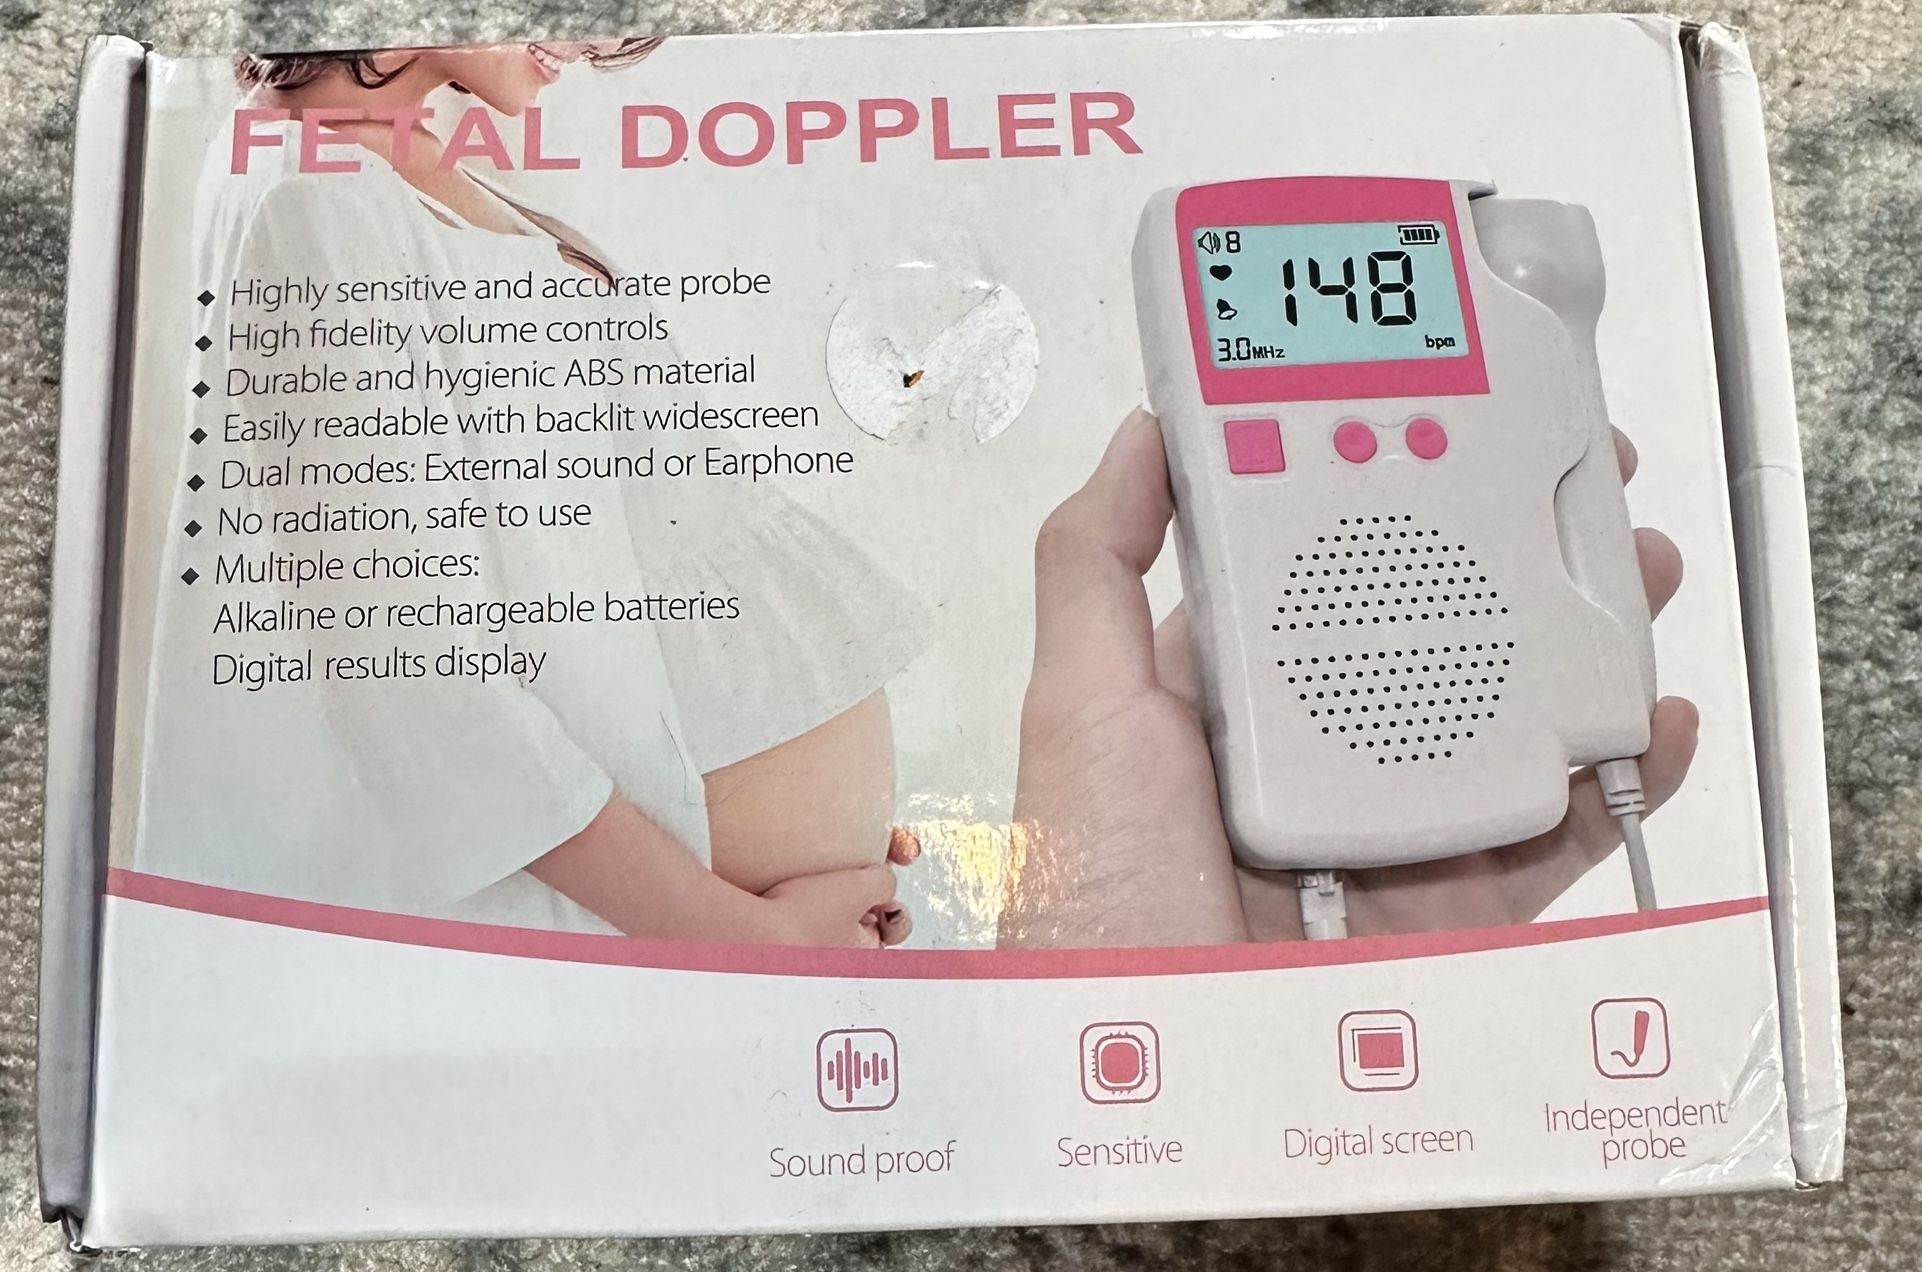 FETAL DOPPLER
Highly sensitive and accurate probe
High fidelity volume controls
Durable and hygienic ABS material
Easily readable with backlit widescreen
Dual modes: External sound or Earphone
No radiation, safe to use
Multiple choices:
Alkaline or rechargeable batteries
Digital results display
8
148
3.0MHz
bpm
Sound proof
Sensitive
Digital screen
Independent
probe